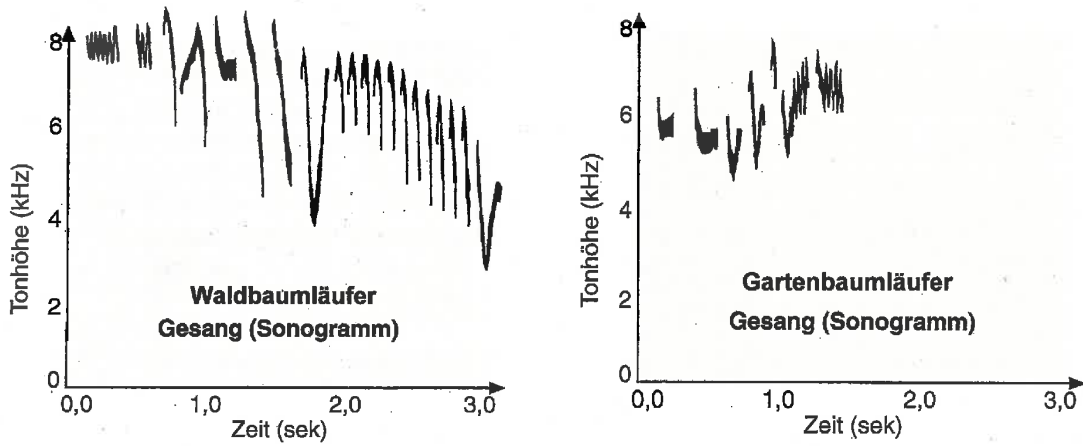 Tonhöhe (kHz)
8
6
4
2
0
Waldbaumläufer
Gesang (Sonogramm)
0,0
1,0
2,0
3,0
Zeit (sek)
Tonhöhe (kHz)
8
6
4
2
0
Gartenbaumläufer
Gesang (Sonogramm)
0,0
1,0
2,0
3,0
Zeit (sek)